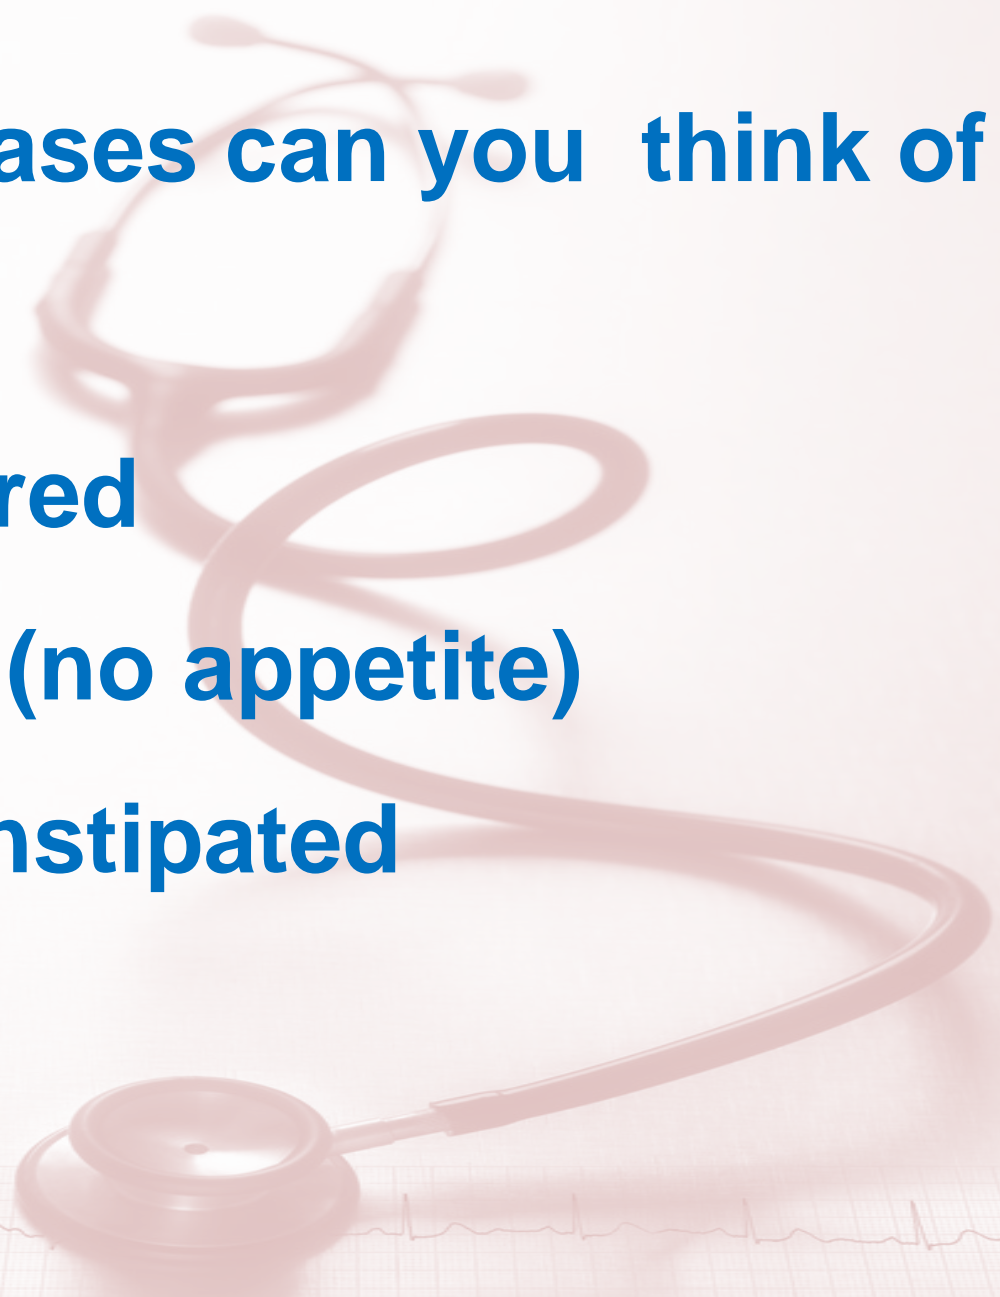 ases can you think of
red
(no appetite)
nstipated